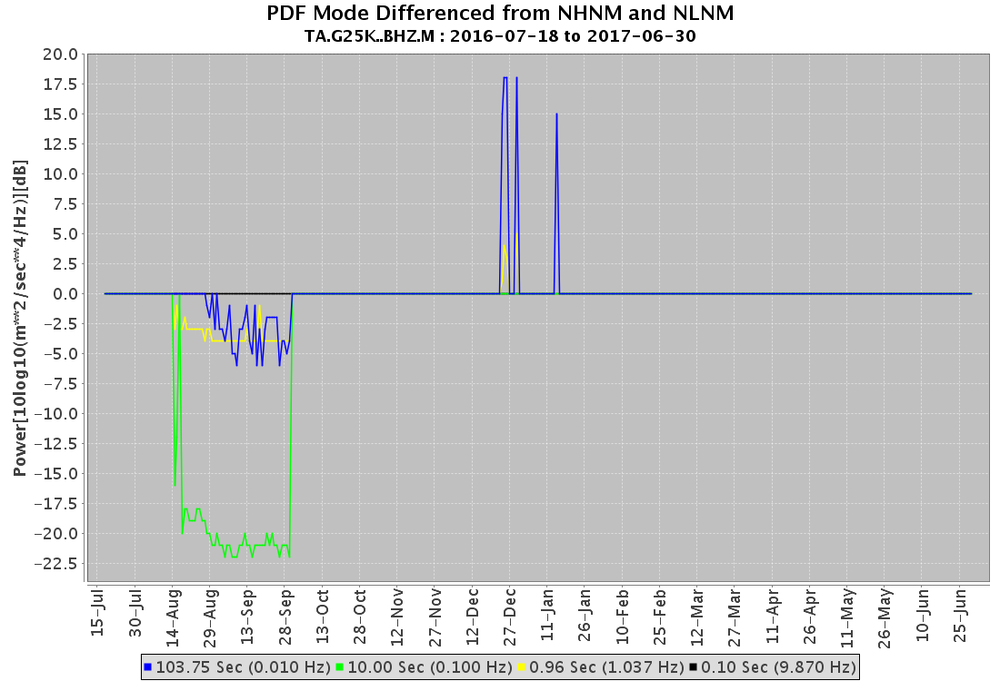 PDF Mode Differenced from NHNM and NLNM
TA.G25K..BHZ.M : 2016-07-18 to 2017-06-30
Power[10log10(m**2/sec**4/Hz)][dB]
20.0
17.5
15.0
12.5
10.0
7.5
5.0
2.5
0.0
-2.5
-5.0
-7.5
-10.0
-12.5
-15.0
-17.5
-20.0
-22.5
15-Jul
30-Jul
14-Aug
29-Aug
13-Sep
28-Sep
13-Oct
28-Oct
12-Nov
27-Nov
12-Dec
27-Dec
11-Jan
26-Jan
10-Feb
25-Feb
12-Mar
27-Mar
11-Apr
26-Apr
11-May
26-May
10-Jun
25-Jun
103.75 Sec (0.010 Hz) 10.00 Sec (0.100 Hz) 0.96 Sec (1.037 Hz) 0.10 Sec (9.870 Hz)